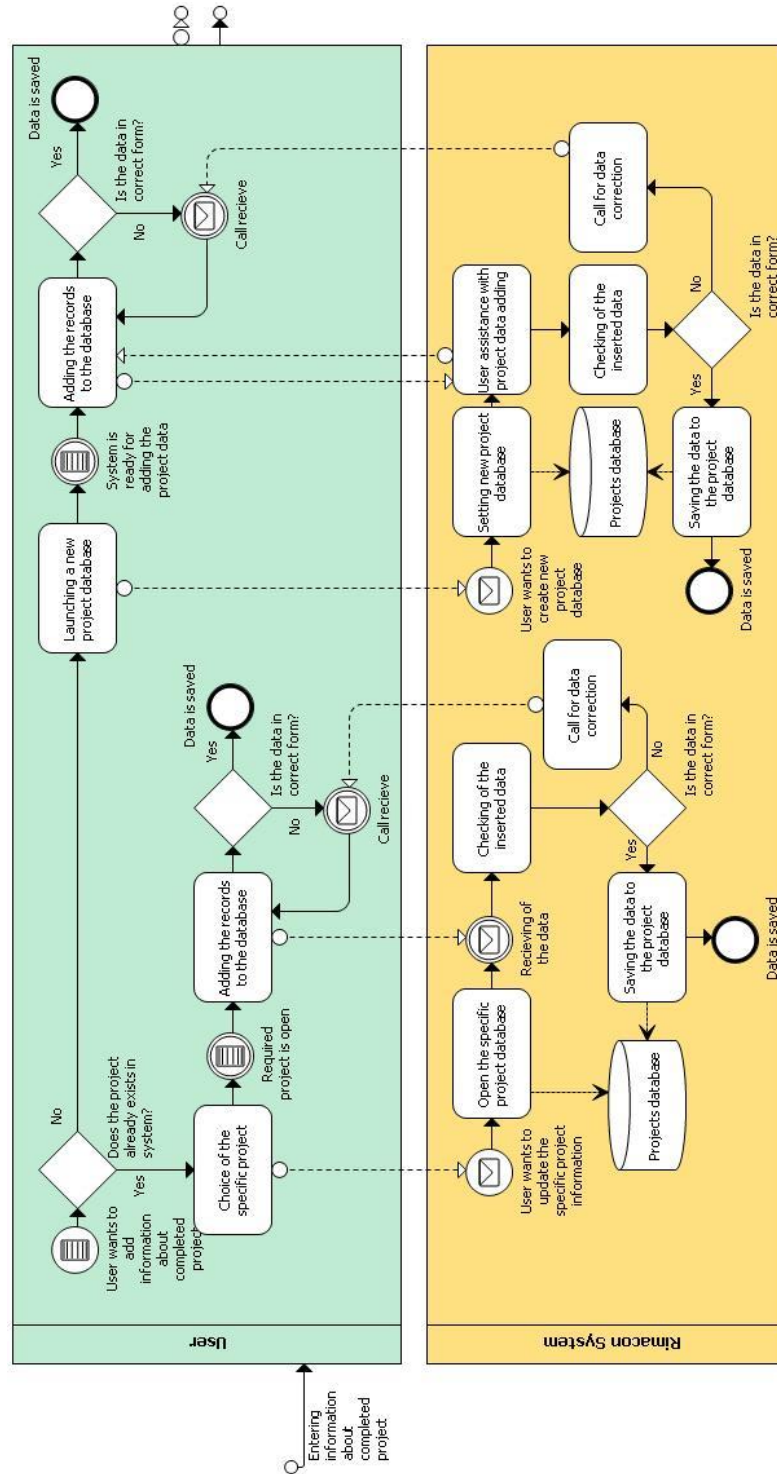 Entering
information
about
completed
project
User
User wants to
add
information
about
completed
project
Does the project
already exists in
system?
No
Yes
Choice of the
specific project
Required
project is open
Adding the records
to the database
Yes
Data is saved
Is the data in
correct form?
No
Call recieve
Launching a new
project database
System is
ready for
adding the
project data
Adding the records
to the database
Yes
Data is saved
Is the data in
correct form?
No
Call recieve
Rimacon System
User wants to
update the
specific project
information
Open the specific
project database
Projects database
Recieving of
the data
Checking of the
inserted data
Is the data in
correct form?
Yes
No
Call for data
correction
Saving the data to
the project
database
Data is saved
User wants to
create new
project
database
Setting new project
database
Projects database
User assistance with
project data adding
Checking of the
inserted data
Is the data in
correct form?
Yes
No
Call for data
correction
Saving the data to
the project
database
Data is saved